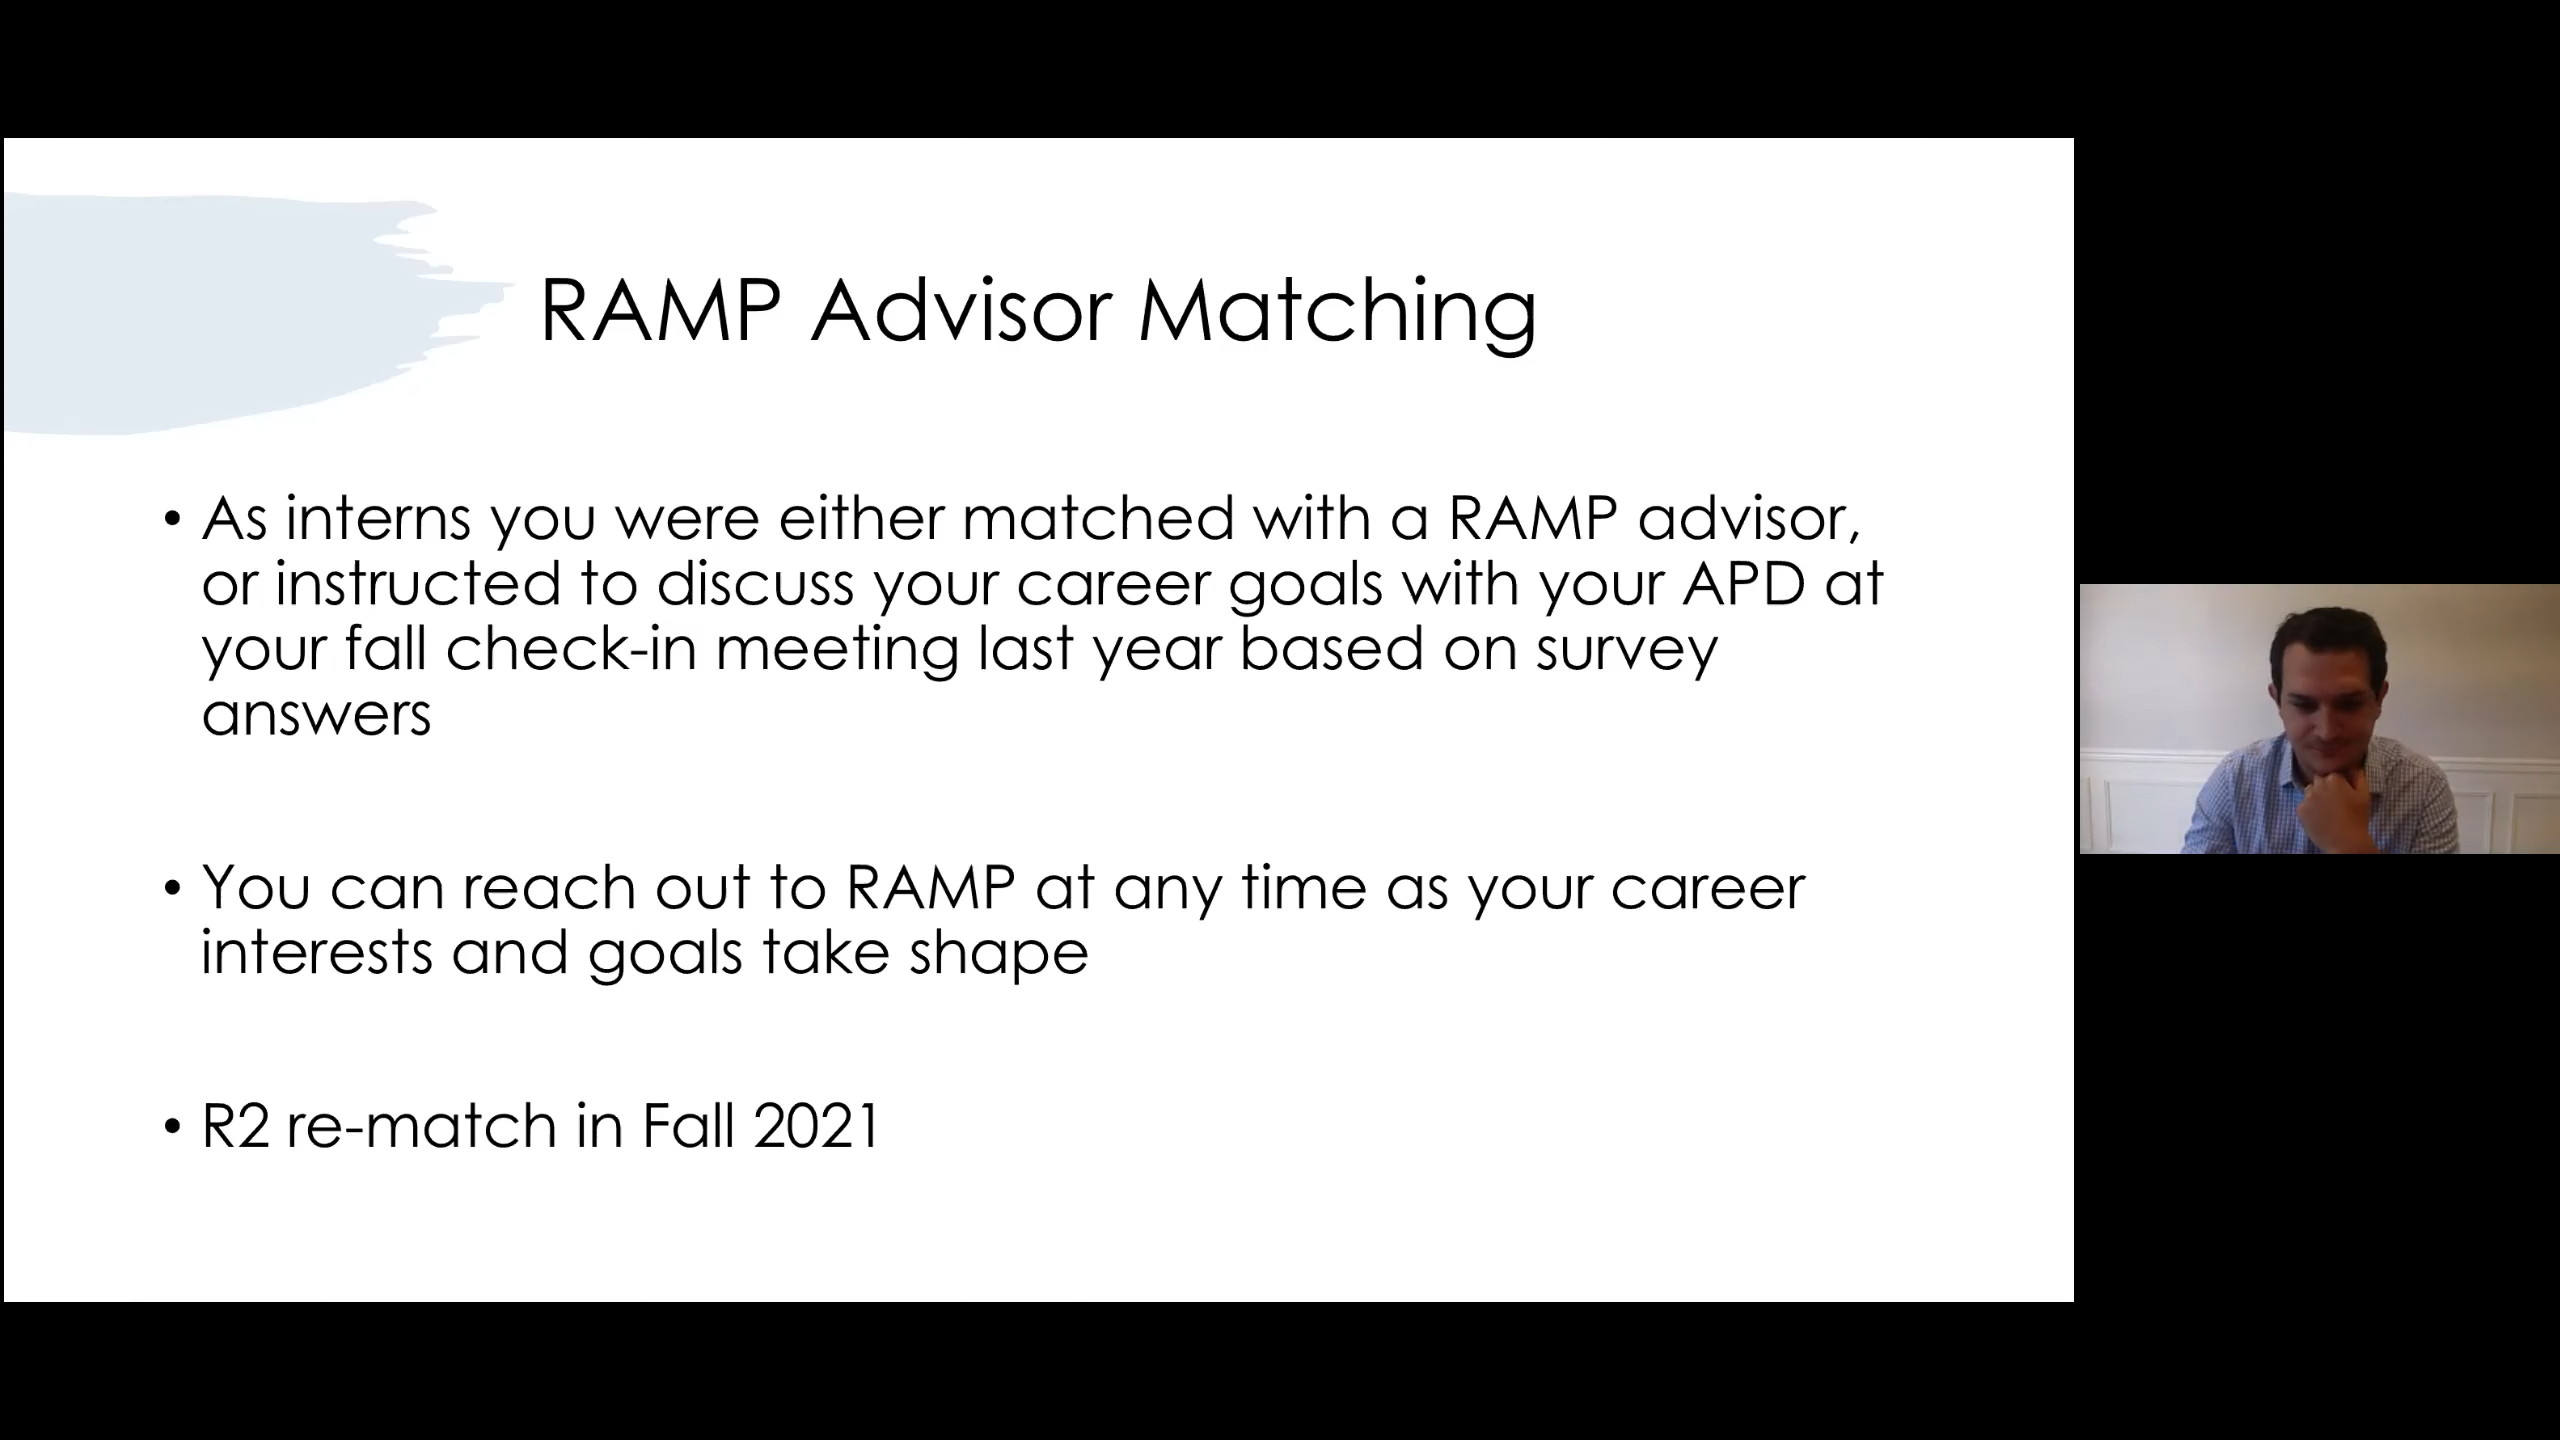 RAMP Advisor Matching
• As interns you were either matched with a RAMP advisor,
or instructed to discuss your career goals with your APD at
your fall check-in meeting last year based on survey
answers
• You can reach out to RAMP at any time as your career
interests and goals take shape
• R2 re-match in Fall 2021